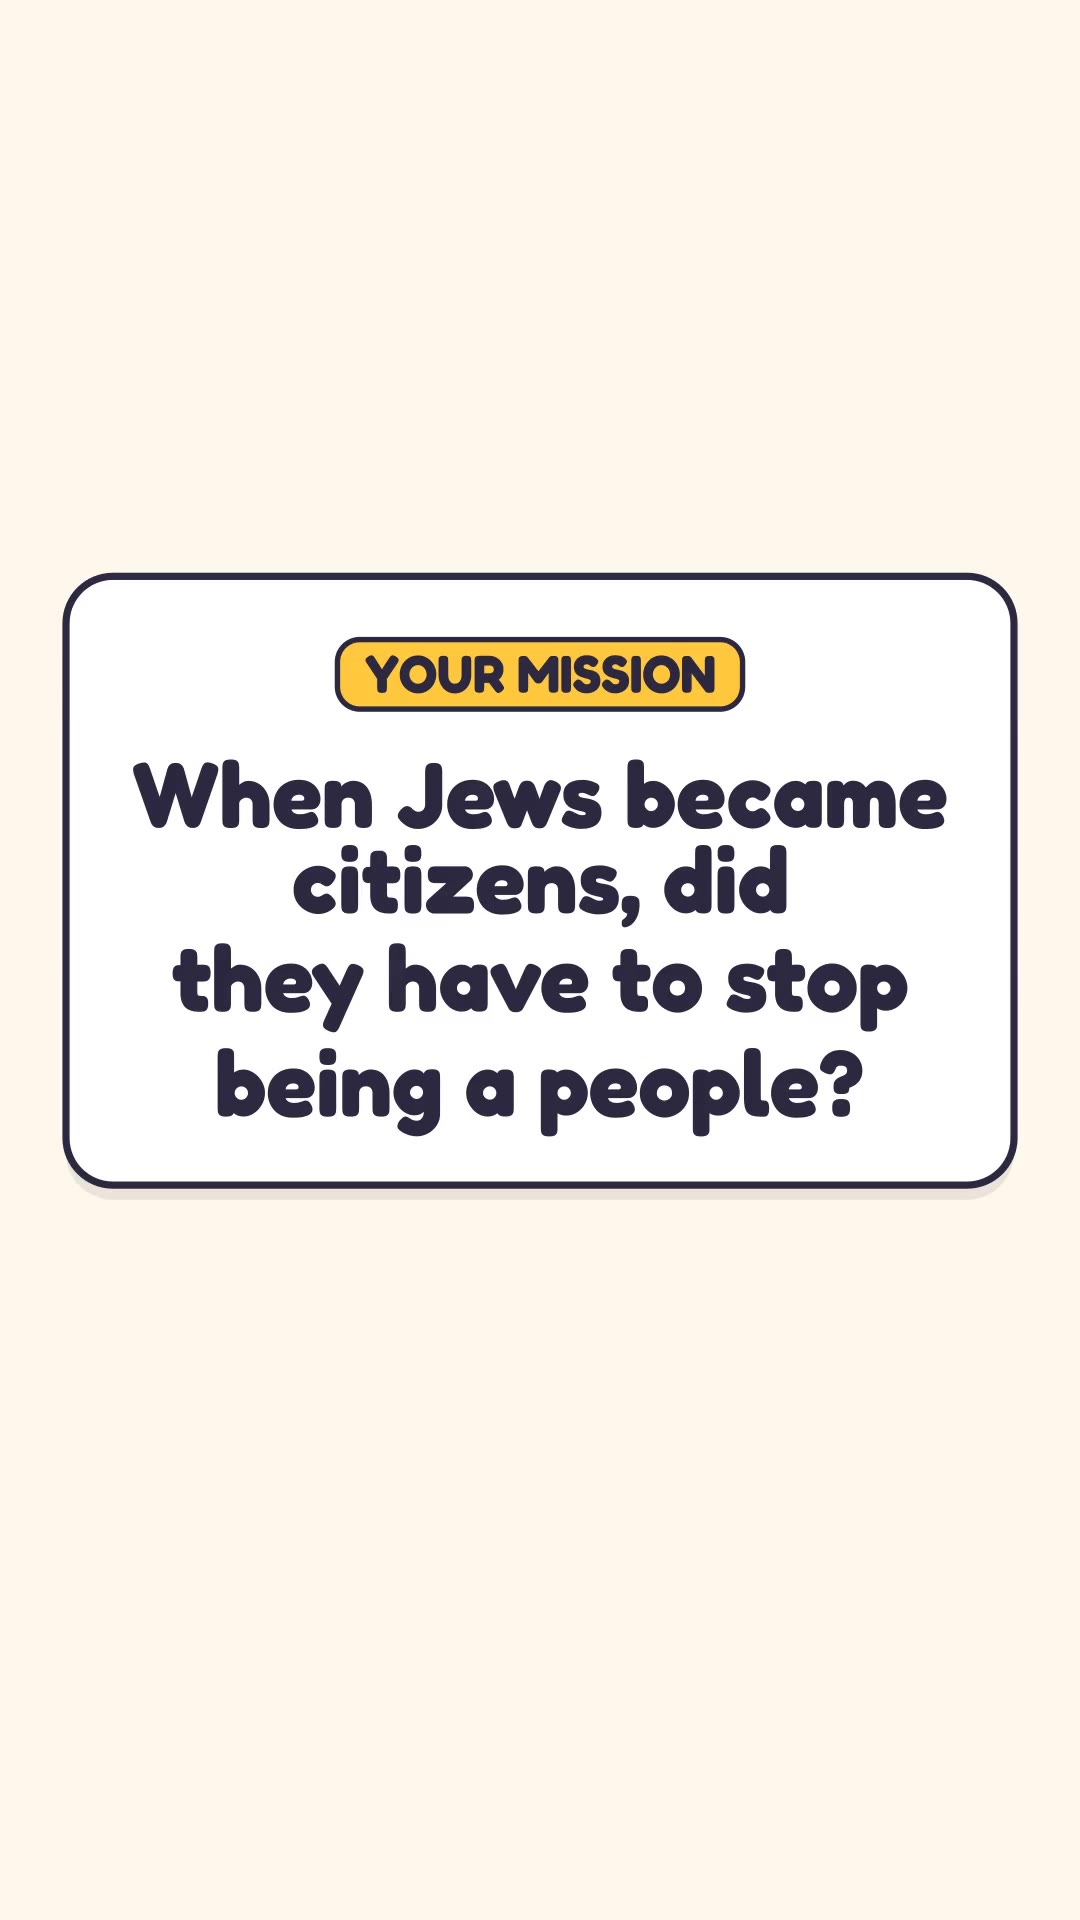 YOUR MISSION
When Jews became
citizens, did
they have to stop
being a people?